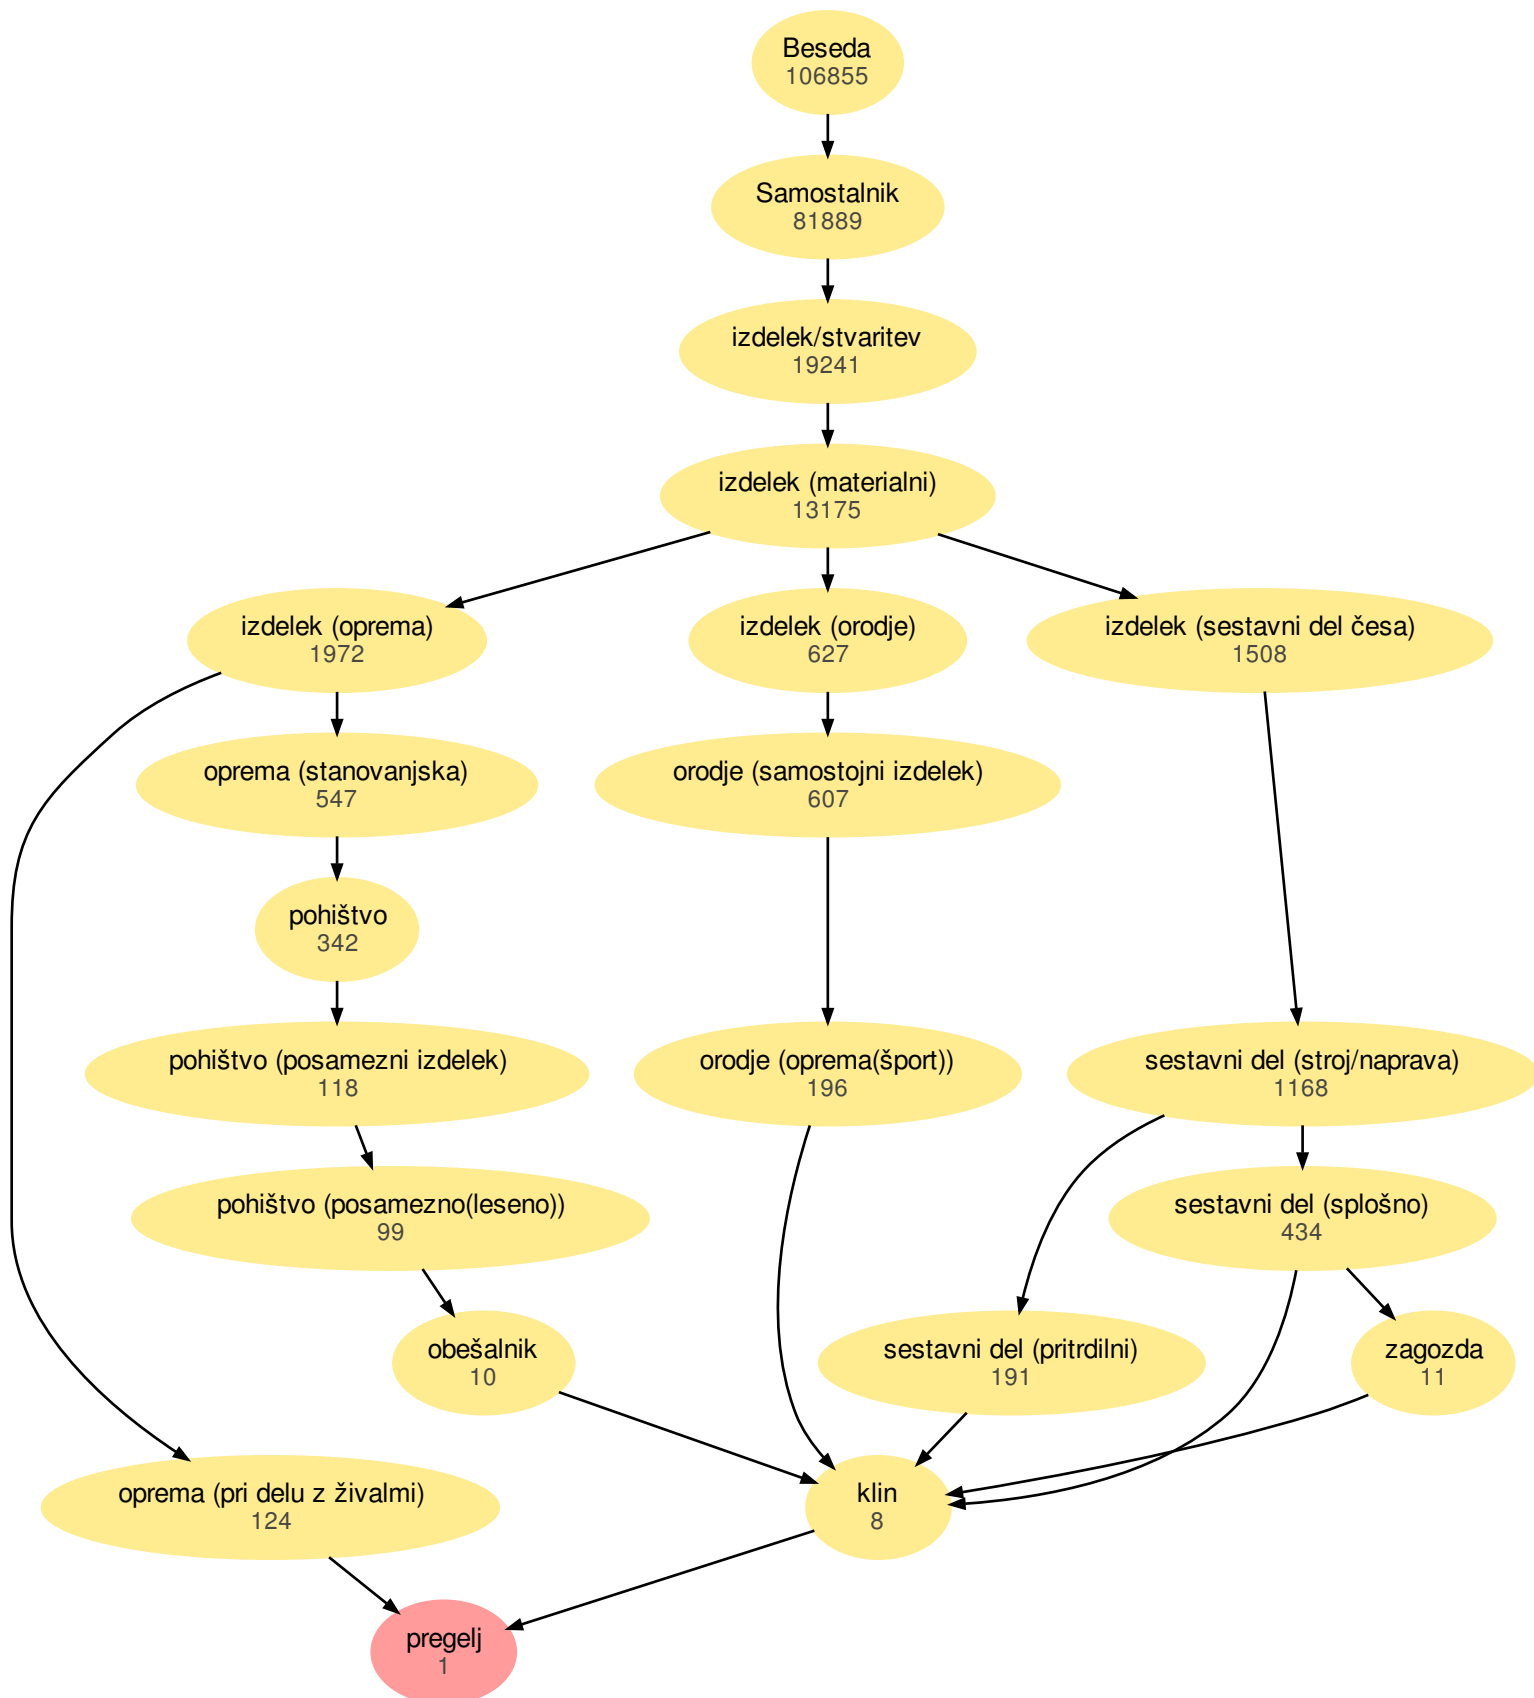 Beseda
106855
Samostalnik
81889
izdelek/stvaritev
19241
izdelek (materialni)
13175
izdelek (oprema)
1972
izdelek (orodje)
627
izdelek (sestavni del česa)
1508
oprema (stanovanjska)
547
orodje (samostojni izdelek)
607
pohištvo
342
pohištvo (posamezni izdelek)
118
orodje (oprema(šport))
196
sestavni del (stroj/naprava)
1168
pohištvo (posamezno(leseno))
99
sestavni del (splošno)
434
obešalnik
10
sestavni del (pritrdilni)
191
zagozda
11
oprema (pri delu z živalmi)
124
klin
8
pregelj
1